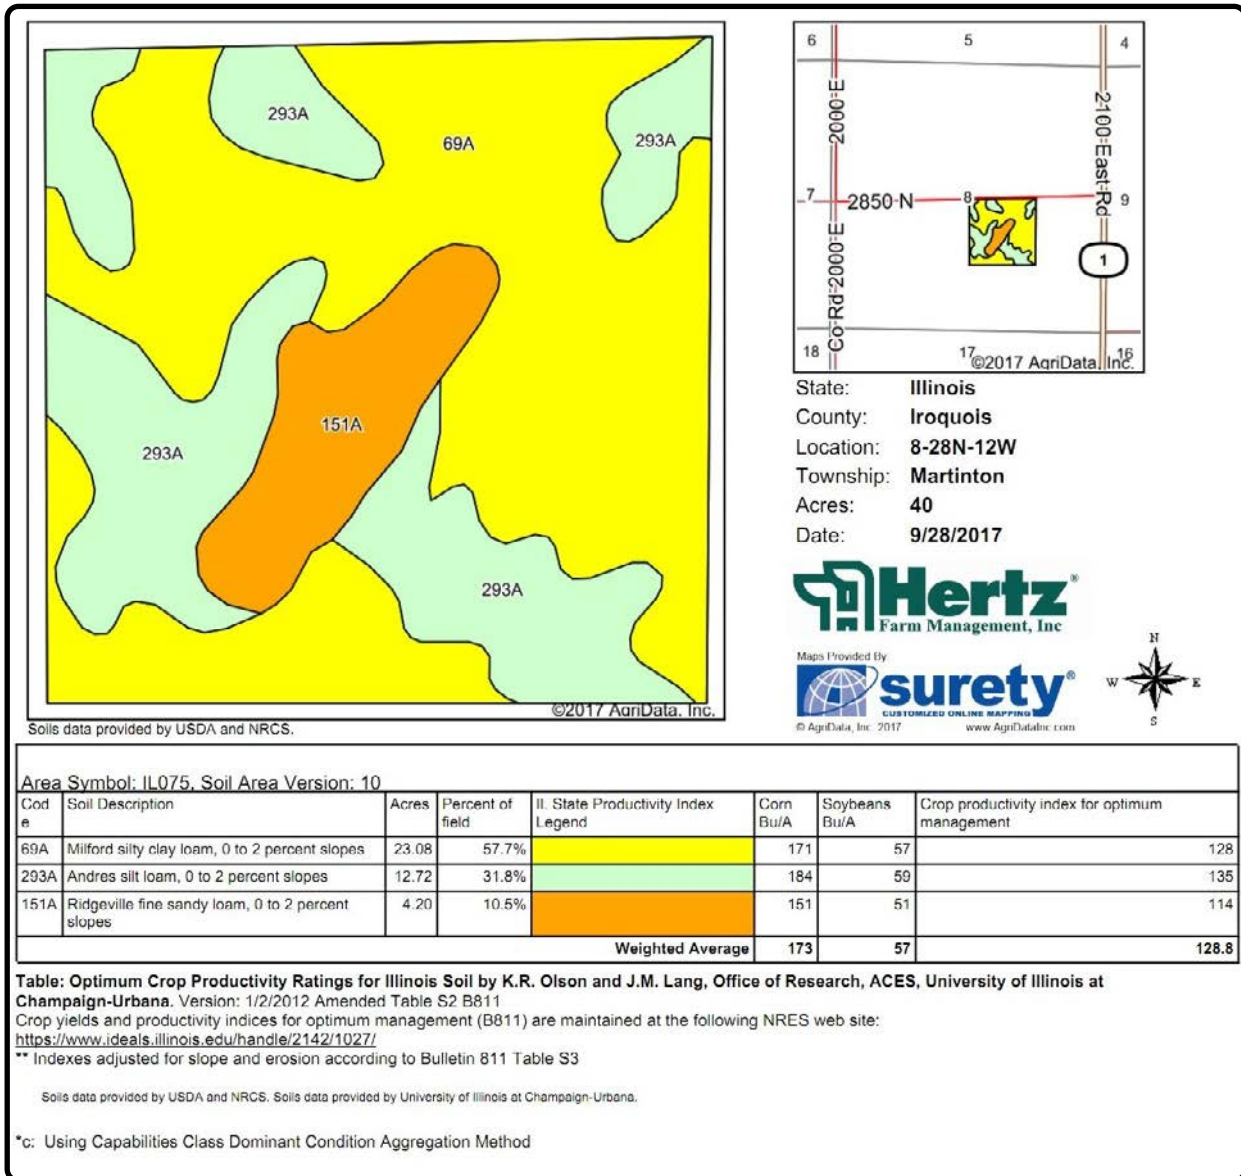 293A
69A
293A
151A
293A
293A
©2017 AgriData, Inc.
Soils data provided by USDA and NRCS.
6
5
4
2000 E
2100 East Rd
7
2850 N
8
9
Co Rd 2000 E
1
18
17
16
©2017 AgriData, Inc.
State: Illinois
County: Iroquois
Location: 8-28N-12W
Township: Martinton
Acres: 40
Date: 9/28/2017
Hertz®
Farm Management, Inc
Maps Provided By
surety®
CUSTOMIZED ONLINE MAPPING
© AgriData, Inc. 2017 www.AgriDataInc.com
N
W E
S
Area Symbol: IL075, Soil Area Version: 10
Cod
e Soil Description Acres Percent of
field Il. State Productivity Index
Legend Corn
Bu/A Soybeans
Bu/A Crop productivity index for optimum
management
69A Milford silty clay loam, 0 to 2 percent slopes 23.08 57.7% 171 57 128
293A Andres silt loam, 0 to 2 percent slopes 12.72 31.8% 184 59 135
151A Ridgeville fine sandy loam, 0 to 2 percent
slopes 4.20 10.5% 151 51 114
Weighted Average 173 57 128.8
Table: Optimum Crop Productivity Ratings for Illinois Soil by K.R. Olson and J.M. Lang, Office of Research, ACES, University of Illinois at
Champaign-Urbana. Version: 1/2/2012 Amended Table S2 B811
Crop yields and productivity indices for optimum management (B811) are maintained at the following NRES web site:
https://www.ideals.illinois.edu/handle/2142/1027/
** Indexes adjusted for slope and erosion according to Bulletin 811 Table S3
Soils data provided by USDA and NRCS. Soils data provided by University of Illinois at Champaign-Urbana.
*c: Using Capabilities Class Dominant Condition Aggregation Method